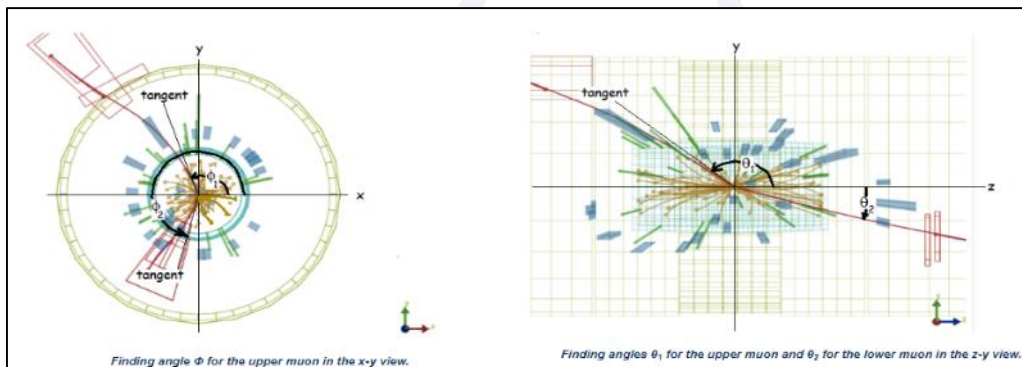 y
tangent
ϕ1
x
ϕ2
tangent
Finding angle Φ for the upper muon in the x-y view.
y
tangent
θ1
z
θ2
Finding angles θ1 for the upper muon and θ2 for the lower muon in the z-y view.